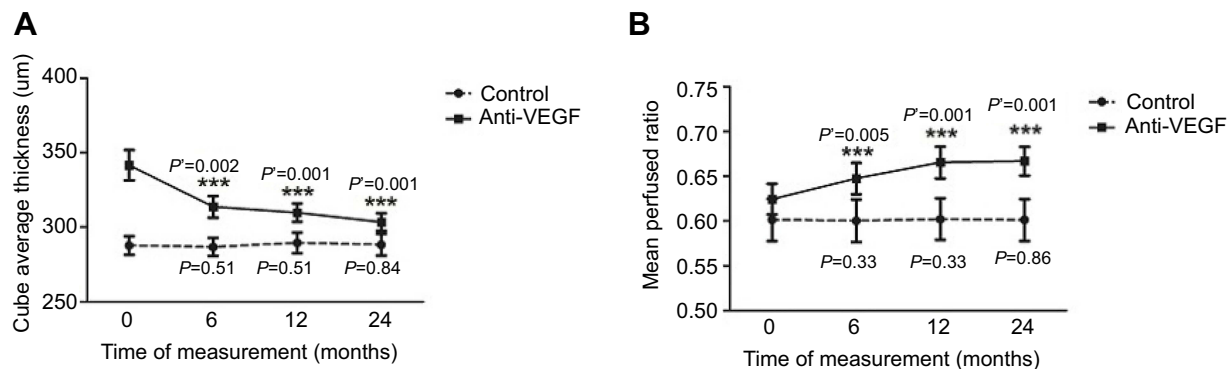 A
Cube average thickness (um)
400
350
300
250
P'=0.002
***
P'=0.001
***
P'=0.001
***
P=0.51
P=0.51
P=0.84
0 6 12 24
Time of measurement (months)
Control
Anti-VEGF
B
Mean perfused ratio
0.75
0.70
0.65
0.60
0.55
0.50
P'=0.005
***
P'=0.001
***
P'=0.001
***
P=0.33
P=0.33
P=0.86
0 6 12 24
Time of measurement (months)
Control
Anti-VEGF